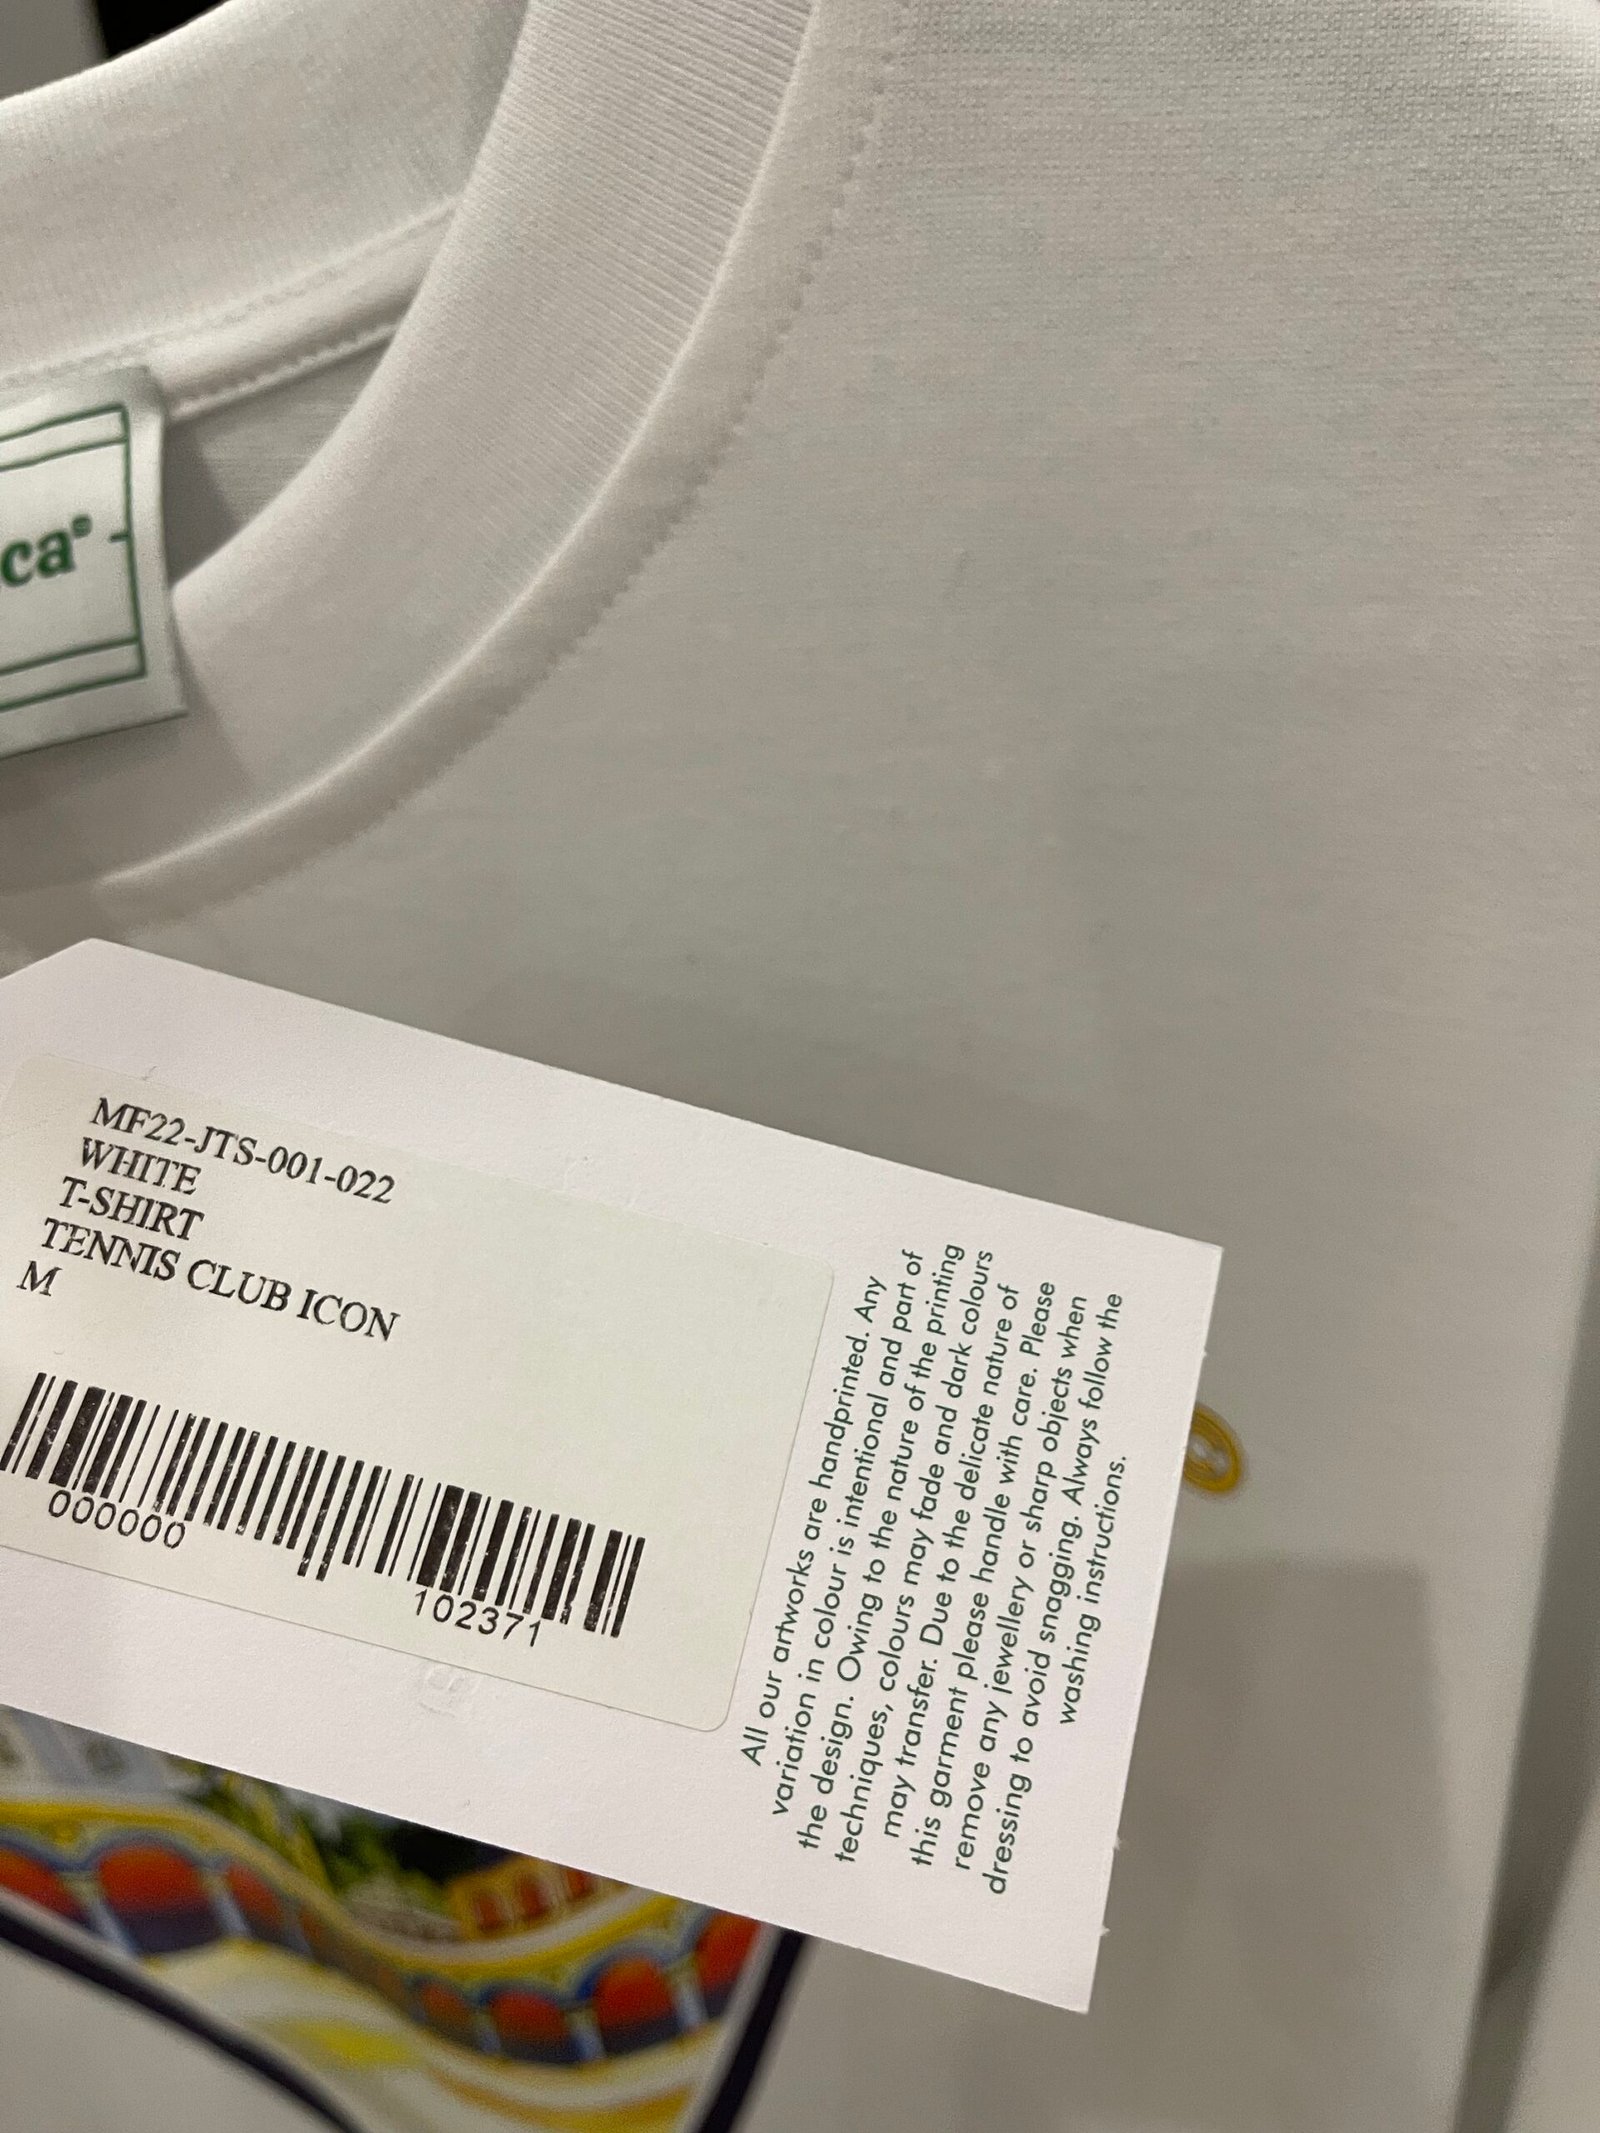 ca®
MF22-JTS-001-022
WHITE
T-SHIRT
TENNIS CLUB ICON
M
000000
102371
All our artworks are handprinted. Any
variation in colour is intentional and part of
the design. Owing to the nature of the printing
techniques, colours may fade and dark colours
may transfer. Due to the delicate nature of
this garment please handle with care. Please
remove any jewellery or sharp objects when
dressing to avoid snagging. Always follow the
washing instructions.